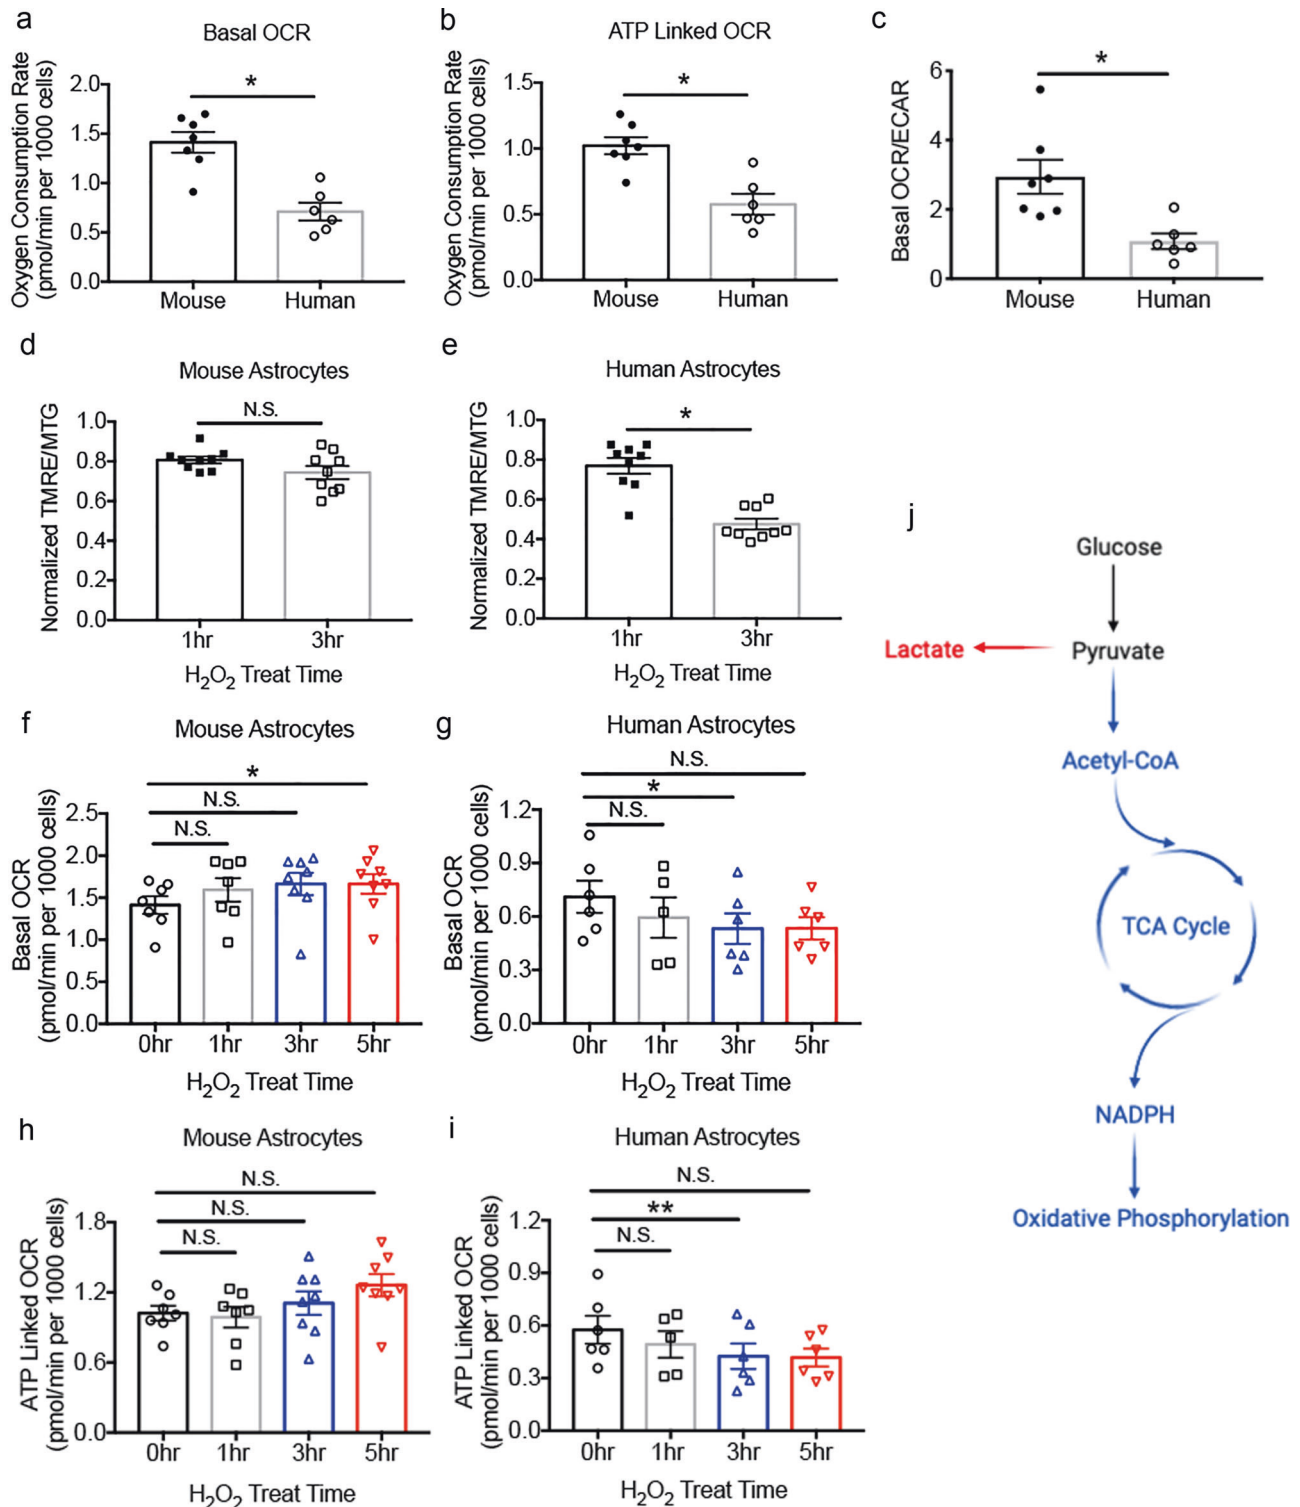 a
Basal OCR
Oxygen Consumption Rate
(pmol/min per 1000 cells)
2.0
1.5
1.0
0.5
0.0
*
Mouse Human
b
ATP Linked OCR
Oxygen Consumption Rate
(pmol/min per 1000 cells)
1.5
1.0
0.5
0.0
*
Mouse Human
c
Basal OCR/ECAR
6
4
2
0
*
Mouse Human
d
Mouse Astrocytes
Normalized TMRE/MTG
1.0
0.8
0.6
0.4
0.2
0.0
N.S.
1hr 3hr
H₂O₂ Treat Time
e
Human Astrocytes
Normalized TMRE/MTG
1.0
0.8
0.6
0.4
0.2
0.0
*
1hr 3hr
H₂O₂ Treat Time
f
Mouse Astrocytes
Basal OCR
(pmol/min per 1000 cells)
2.5
2.0
1.5
1.0
0.5
0.0
*
N.S.
N.S.
0hr 1hr 3hr 5hr
H₂O₂ Treat Time
g
Human Astrocytes
Basal OCR
(pmol/min per 1000 cells)
1.2
0.9
0.6
0.3
0.0
N.S.
*
N.S.
0hr 1hr 3hr 5hr
H₂O₂ Treat Time
h
Mouse Astrocytes
ATP Linked OCR
(pmol/min per 1000 cells)
1.8
1.2
0.6
0.0
N.S.
N.S.
N.S.
0hr 1hr 3hr 5hr
H₂O₂ Treat Time
i
Human Astrocytes
ATP Linked OCR
(pmol/min per 1000 cells)
1.2
0.9
0.6
0.3
0.0
N.S.
**
N.S.
0hr 1hr 3hr 5hr
H₂O₂ Treat Time
j
Glucose
Lactate Pyruvate
Acetyl-CoA
TCA Cycle
NADPH
Oxidative Phosphorylation